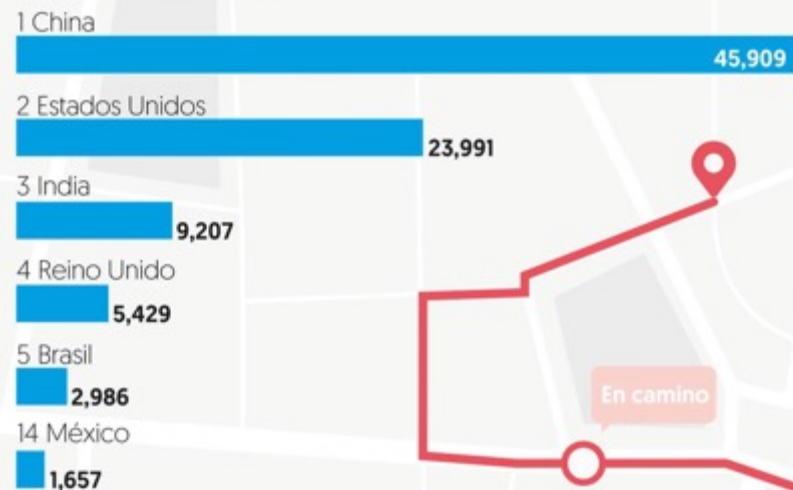 1 China
45,909
2 Estados Unidos
23,991
3 India
9,207
4 Reino Unido
5,429
5 Brasil
2,986
En camino
14 México
1,657